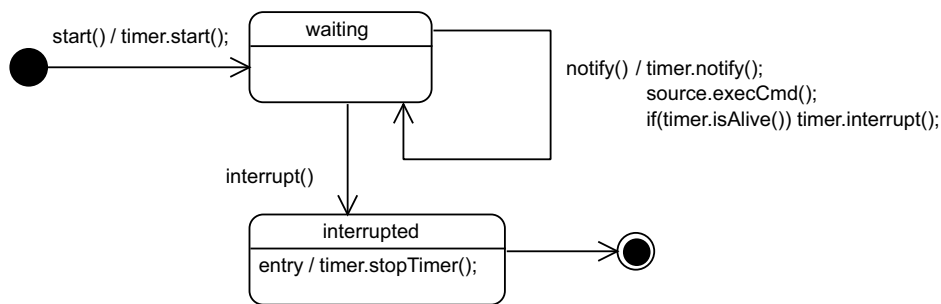 waiting
start() / timer.start();
notify() / timer.notify();
source.execCmd();
if(timer.isAlive()) timer.interrupt();
interrupt()
interrupted
entry / timer.stopTimer();